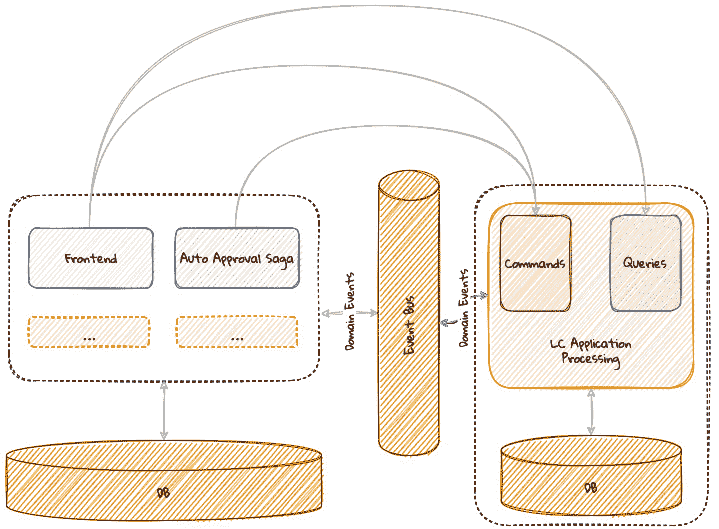 Frontend
Auto Approval Saga
...
...
DB
Domain Events
Event Bus
Domain Events
Commands
Queries
LC Application
Processing
DB